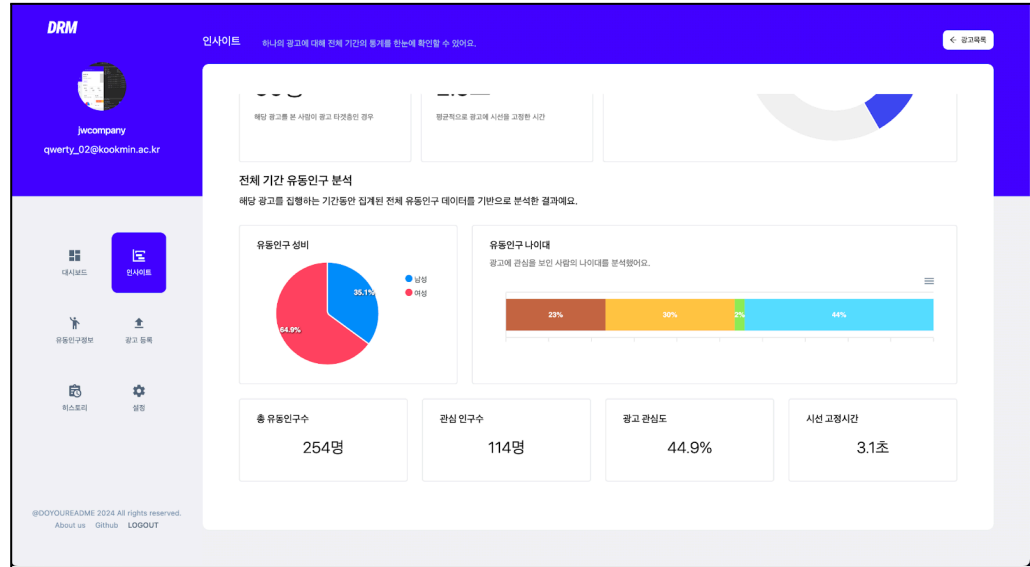 DRM
인사이트
하나의 광고에 대해 전체 기간의 통계를 한눈에 확인할 수 있어요.
← 광고목록
jwcompany
qwerty_02@kookmin.ac.kr
해당 광고를 본 사람이 광고 타겟층인 경우
평균적으로 광고에 시선을 고정한 시간
전체 기간 유동인구 분석
해당 광고를 집행하는 기간동안 집계된 전체 유동인구 데이터를 기반으로 분석한 결과예요.
대시보드
인사이트
유동인구정보
광고 등록
히스토리
설정
유동인구 성비
35.1%
64.9%
남성
여성
유동인구 나이대
광고에 관심을 보인 사람의 나이대를 분석했어요.
23%
30%
2%
44%
총 유동인구수
254명
관심 인구수
114명
광고 관심도
44.9%
시선 고정시간
3.1초
@DOYOUREADME 2024 All rights reserved.
About us Github LOGOUT